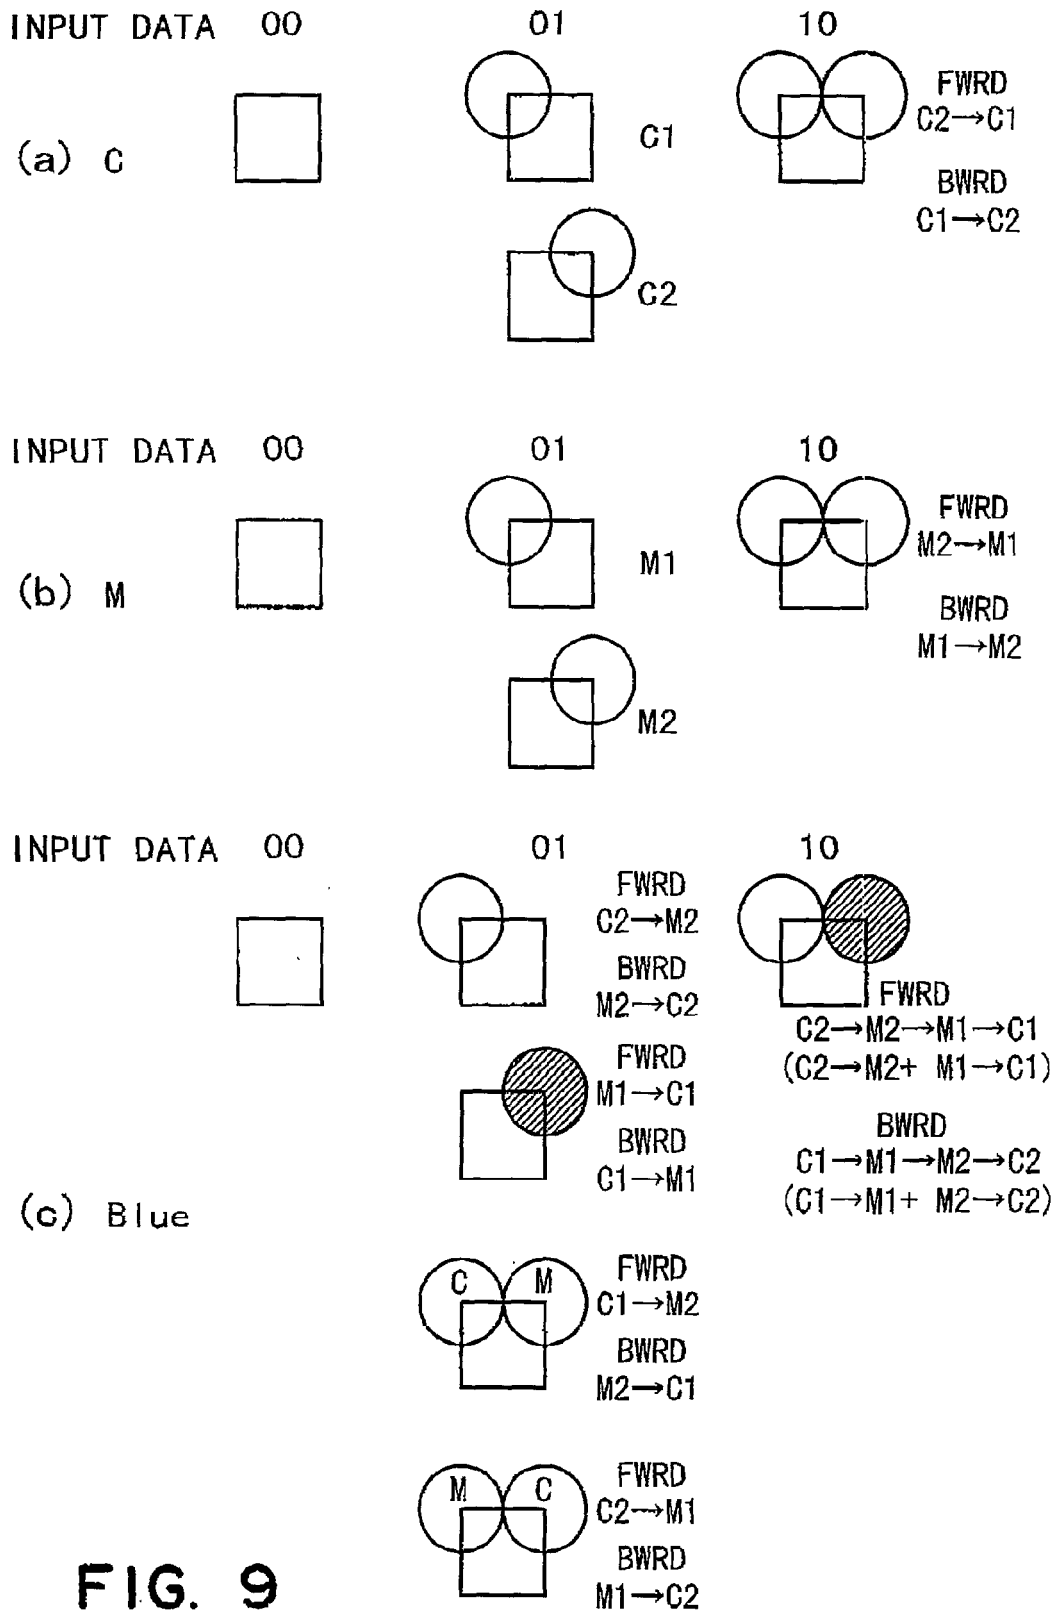 INPUT DATA 00 01 10
FWRD
C2→C1
(a) C
C1
BWRD
C1→C2
C2
INPUT DATA 00 01 10
FWRD
M2→M1
(b) M
M1
BWRD
M1→M2
M2
INPUT DATA 00 01 10
FWRD
C2→M2
BWRD
M2→C2
FWRD
C2→M2→M1→C1
(C2→M2+ M1→C1)
FWRD
M1→C1
BWRD
C1→M1
BWRD
C1→M1→M2→C2
(C1→M1+ M2→C2)
(c) Blue
C M
FWRD
C1→M2
BWRD
M2→C1
M C
FWRD
C2→M1
BWRD
M1→C2
FIG. 9